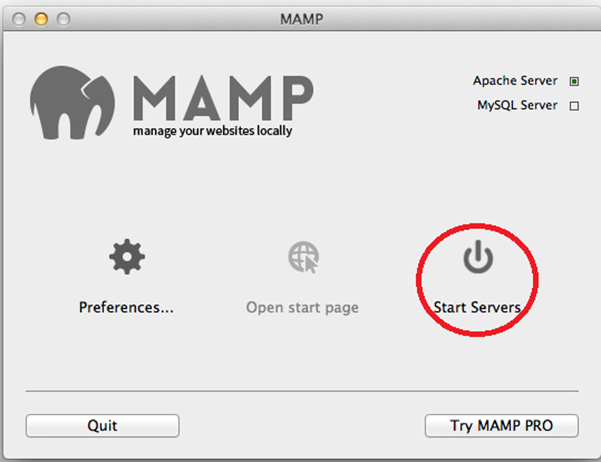 MAMP
MAMP
manage your websites locally
Apache Server
MySQL Server
Preferences...
Open start page
Start Servers
Quit
Try MAMP PRO